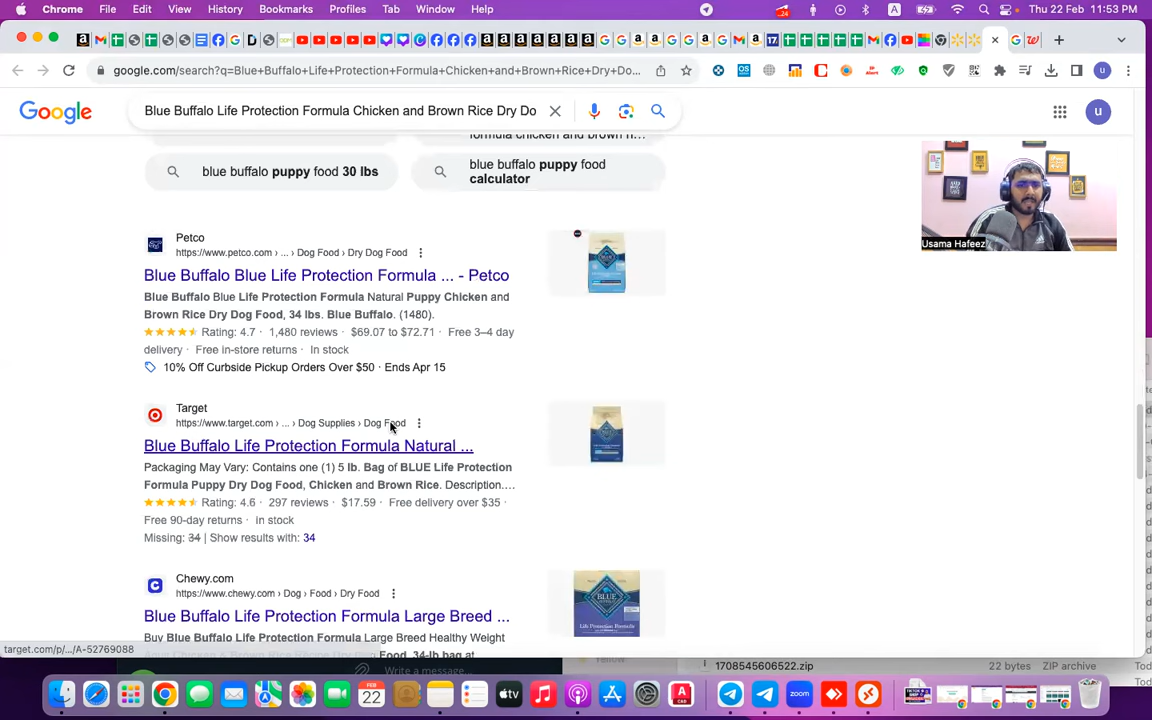 Chrome File Edit View History Bookmarks Profiles Tab Window Help
24 A Thu 22 Feb 11:53 PM
google.com/search?q=Blue+Buffalo+Life+Protection+Formula+Chicken+and+Brown+Rice+Dry+Do...
Google
Blue Buffalo Life Protection Formula Chicken and Brown Rice Dry Do
u
formula chicken and brown n...
blue buffalo puppy food 30 lbs
blue buffalo puppy food
calculator
Petco
https://www.petco.com › ... › Dog Food › Dry Dog Food
Blue Buffalo Blue Life Protection Formula ... - Petco
Blue Buffalo Blue Life Protection Formula Natural Puppy Chicken and
Brown Rice Dry Dog Food, 34 lbs. Blue Buffalo. (1480).
Rating: 4.7 · 1,480 reviews · $69.07 to $72.71 · Free 3–4 day
delivery · Free in-store returns · In stock
10% Off Curbside Pickup Orders Over $50 · Ends Apr 15
Target
https://www.target.com › ... › Dog Supplies › Dog Food
Blue Buffalo Life Protection Formula Natural ...
Packaging May Vary: Contains one (1) 5 lb. Bag of BLUE Life Protection
Formula Puppy Dry Dog Food, Chicken and Brown Rice. Description....
Rating: 4.6 · 297 reviews · $17.59 · Free delivery over $35 ·
Free 90-day returns · In stock
Missing: 34 | Show results with: 34
Chewy.com
https://www.chewy.com › Dog › Food › Dry Food
Blue Buffalo Life Protection Formula Large Breed ...
Buy Blue Buffalo Life Protection Formula Large Breed Healthy Weight
Usama Hafeez
target.com/p/.../A-52769088
Write a message...
1708545606522.zip
22 bytes
ZIP archive
FEB
22
tv
zoom